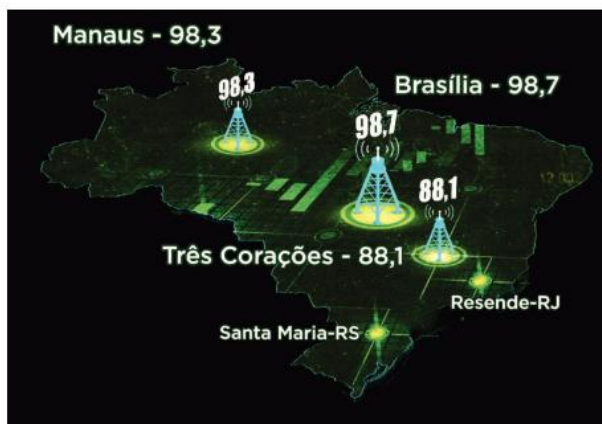 Manaus - 98,3
98,3
Brasília - 98,7
98,7
88,1
Três Corações - 88,1
Resende-RJ
Santa Maria-RS